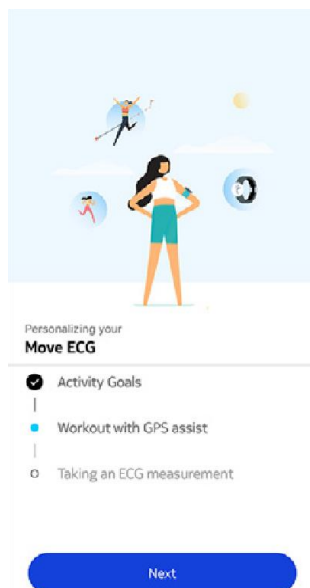 Personalizing your
Move ECG
Activity Goals
Workout with GPS assist
Taking an ECG measurement
Next